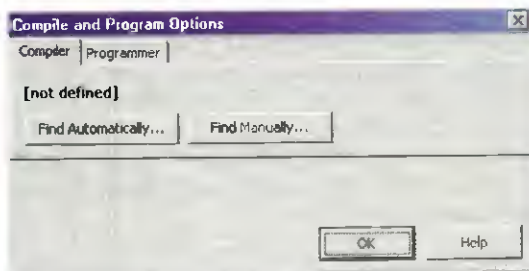 Compile and Program Options
Compiler Programmer
[not defined]
Find Automatically... Find Manually...
OK Help